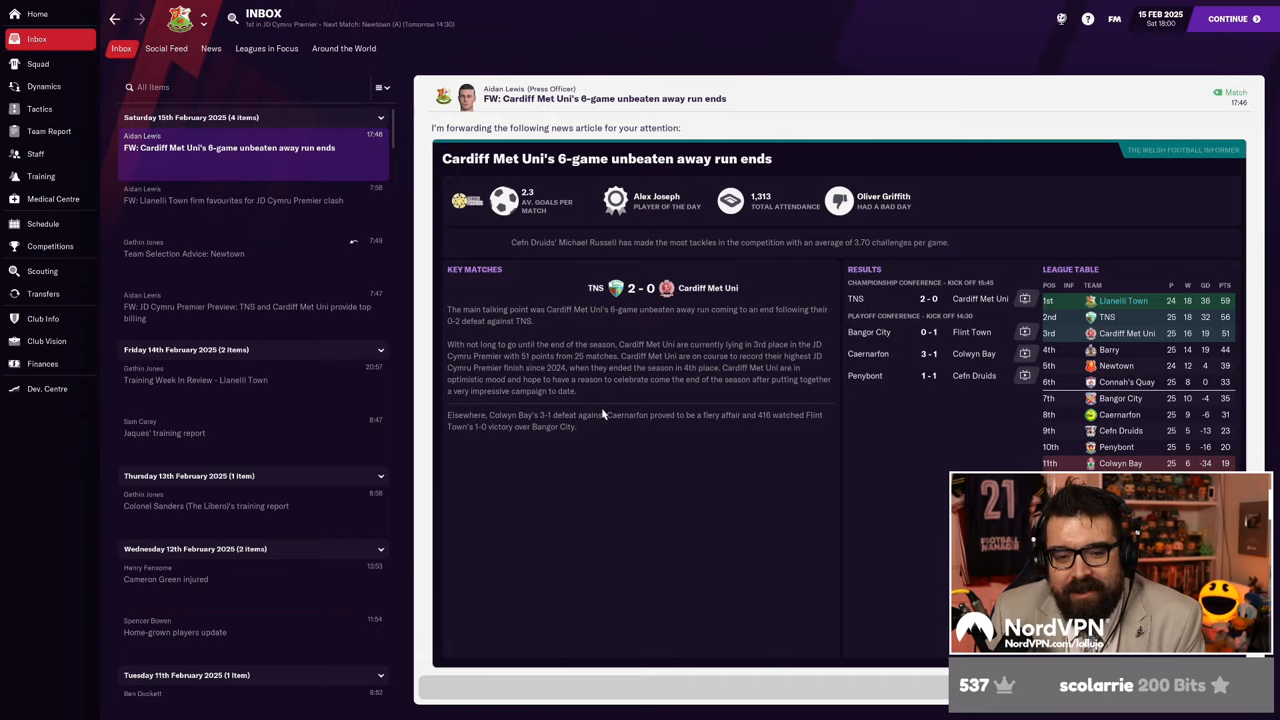 Home
Inbox
Squad
Dynamics
Tactics
Team Report
Staff
Training
Medical Centre
Schedule
Competitions
Scouting
Transfers
Club Info
Club Vision
Finances
Dev. Centre
INBOX
1st in JD Cymru Premier - Next Match: Newtown (A) (Tomorrow 14:30)
FM
15 FEB 2025
Sat 18:00
CONTINUE
Inbox
Social Feed
News
Leagues in Focus
Around the World
All Items
Saturday 15th February 2025 (4 items)
Aidan Lewis
17:46
FW: Cardiff Met Uni's 6-game unbeaten away run ends
Aidan Lewis
7:58
FW: Llanelli Town firm favourites for JD Cymru Premier clash
Gethin Jones
7:49
Team Selection Advice: Newtown
Aidan Lewis
7:47
FW: JD Cymru Premier Preview: TNS and Cardiff Met Uni provide top
billing
Friday 14th February 2025 (2 items)
Gethin Jones
20:57
Training Week In Review - Llanelli Town
Sam Carey
8:47
Jaques' training report
Thursday 13th February 2025 (1 item)
Gethin Jones
8:58
Colonel Sanders (The Libero)'s training report
Wednesday 12th February 2025 (2 items)
Henry Fensome
13:53
Cameron Green injured
Spencer Bowen
11:54
Home-grown players update
Tuesday 11th February 2025 (1 item)
Ben Duckett
8:52
Aidan Lewis (Press Officer)
FW: Cardiff Met Uni's 6-game unbeaten away run ends
Match
17:46
I'm forwarding the following news article for your attention:
Cardiff Met Uni's 6-game unbeaten away run ends
THE WELSH FOOTBALL INFORMER
2.3
AV. GOALS PER
MATCH
Alex Joseph
PLAYER OF THE DAY
1,313
TOTAL ATTENDANCE
Oliver Griffith
HAD A BAD DAY
Cefn Druids' Michael Russell has made the most tackles in the competition with an average of 3.70 challenges per game.
KEY MATCHES
TNS 2 - 0 Cardiff Met Uni
The main talking point was Cardiff Met Uni's 6-game unbeaten away run coming to an end following their
0-2 defeat against TNS.
With not long to go until the end of the season, Cardiff Met Uni are currently lying in 3rd place in the JD
Cymru Premier with 51 points from 25 matches. Cardiff Met Uni are on course to record their highest JD
Cymru Premier finish since 2024, when they ended the season in 4th place. Cardiff Met Uni are in
optimistic mood and hope to have a reason to celebrate come the end of the season after putting together
a very impressive campaign to date.
Elsewhere, Colwyn Bay's 3-1 defeat against Caernarfon proved to be a fiery affair and 416 watched Flint
Town's 1-0 victory over Bangor City.
RESULTS
CHAMPIONSHIP CONFERENCE - KICK OFF 15:45
TNS 2 - 0 Cardiff Met Uni
PLAYOFF CONFERENCE - KICK OFF 14:30
Bangor City 0 - 1 Flint Town
Caernarfon 3 - 1 Colwyn Bay
Penybont 1 - 1 Cefn Druids
LEAGUE TABLE
POS INF TEAM P W GD PTS
1st Llanelli Town 24 18 36 59
2nd TNS 25 18 32 56
3rd Cardiff Met Uni 25 16 19 51
4th Barry 25 14 19 44
5th Newtown 24 12 4 39
6th Connah's Quay 25 8 0 33
7th Bangor City 25 10 -4 35
8th Caernarfon 25 9 -6 31
9th Cefn Druids 25 5 -13 23
10th Penybont 25 5 -16 20
11th Colwyn Bay 25 6 -34 19
21
FOOTBALL
MANAGER
NordVPN
NordVPN.com/lollujo
537
scolarrie 200 Bits